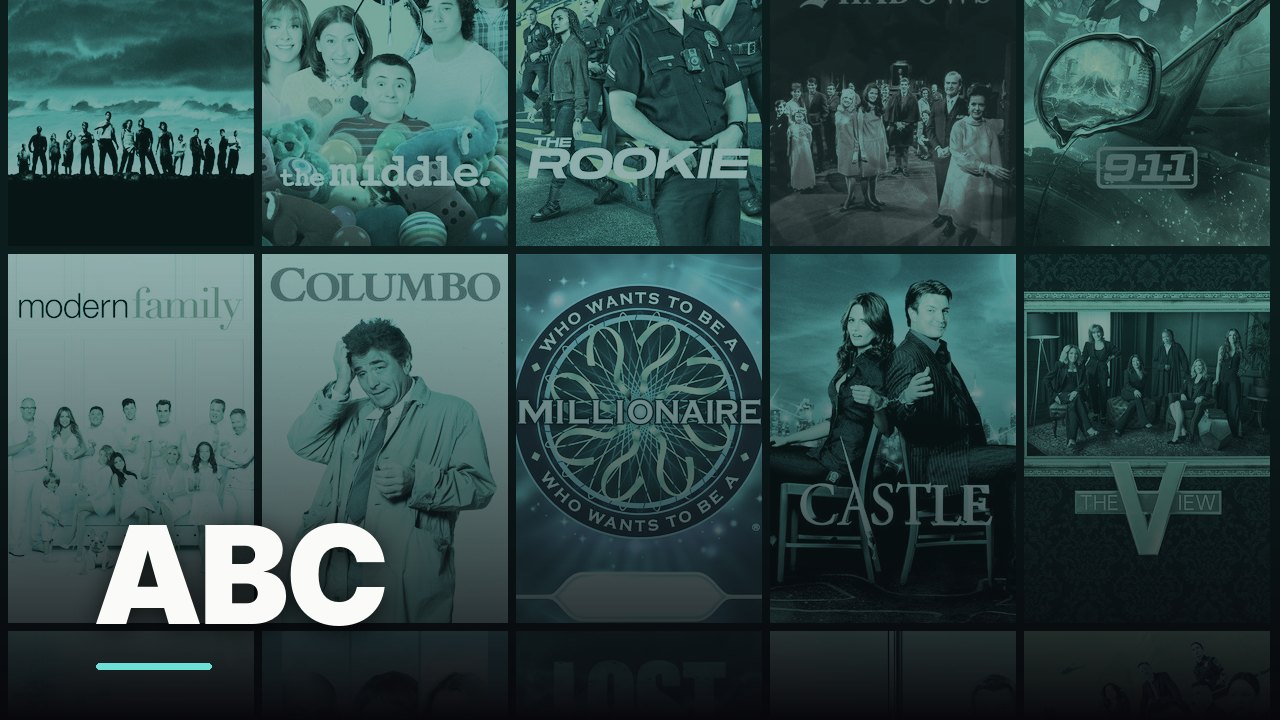 the middle.
THE
ROOKIE
9-1-1
modern family
COLUMBO
WHO WANTS TO BE A
MILLIONAIRE
WHO WANTS TO BE A
®
CASTLE
THE VIEW
ABC
LOST